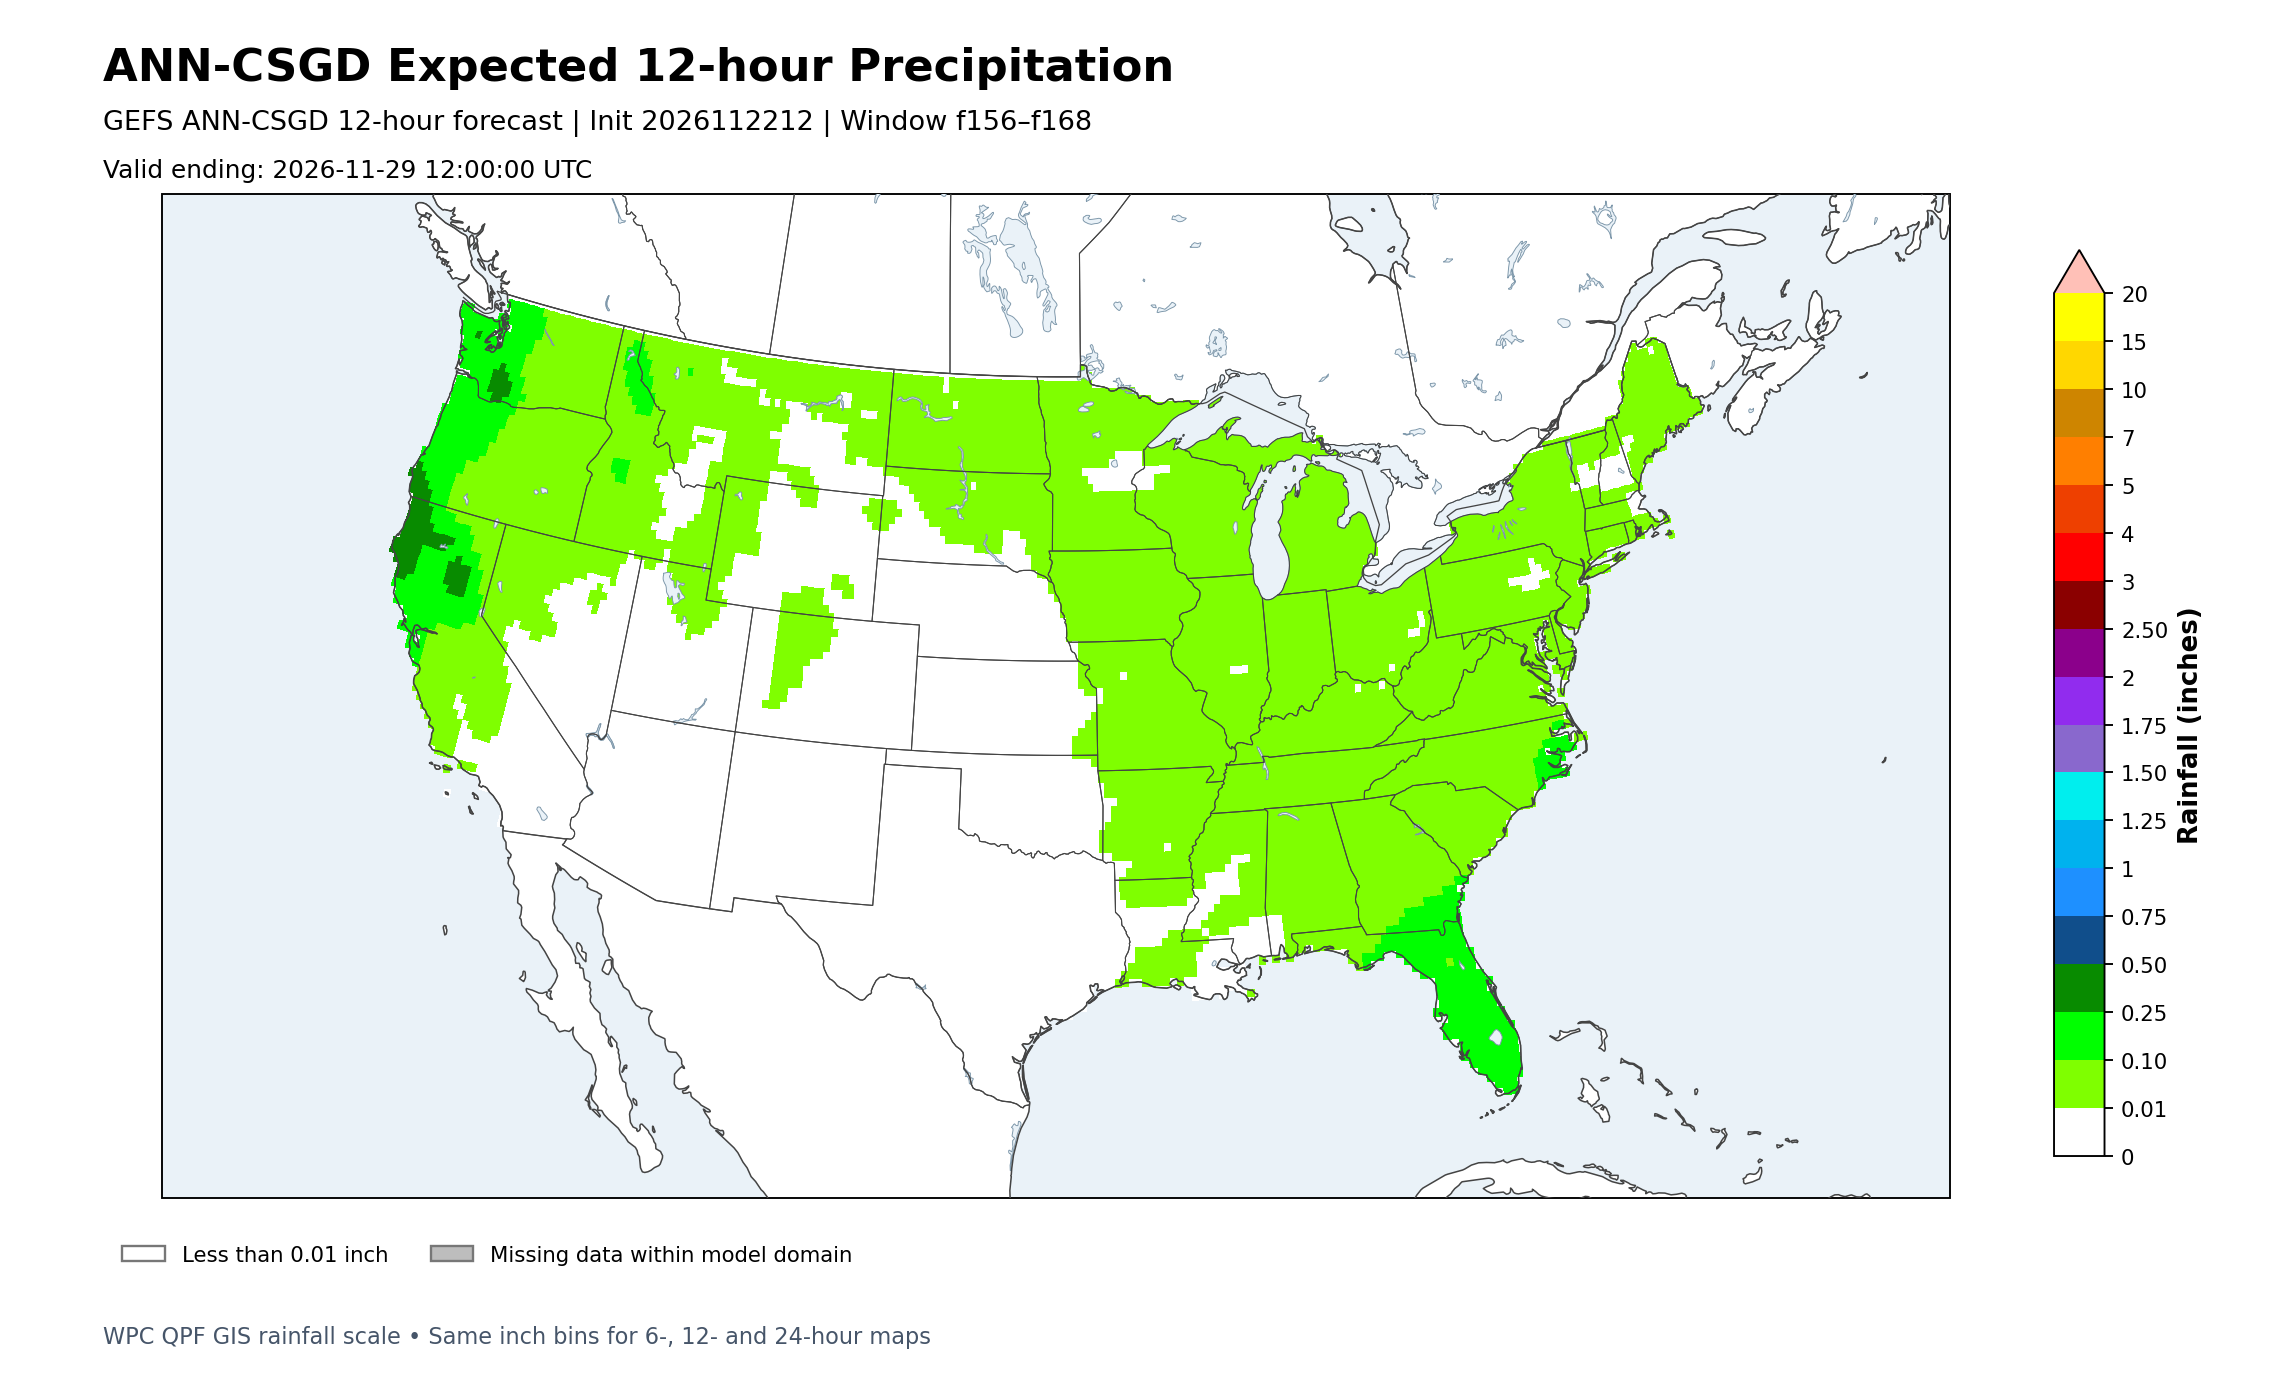 ANN-CSGD Expected 12-hour Precipitation
GEFS ANN-CSGD 12-hour forecast | Init 2026112212 | Window f156–f168
Valid ending: 2026-11-29 12:00:00 UTC
20
15
10
7
5
4
3
2.50
2
1.75
1.50
1.25
1
0.75
0.50
0.25
0.10
0.01
0
Rainfall (inches)
Less than 0.01 inch
Missing data within model domain
WPC QPF GIS rainfall scale • Same inch bins for 6-, 12- and 24-hour maps